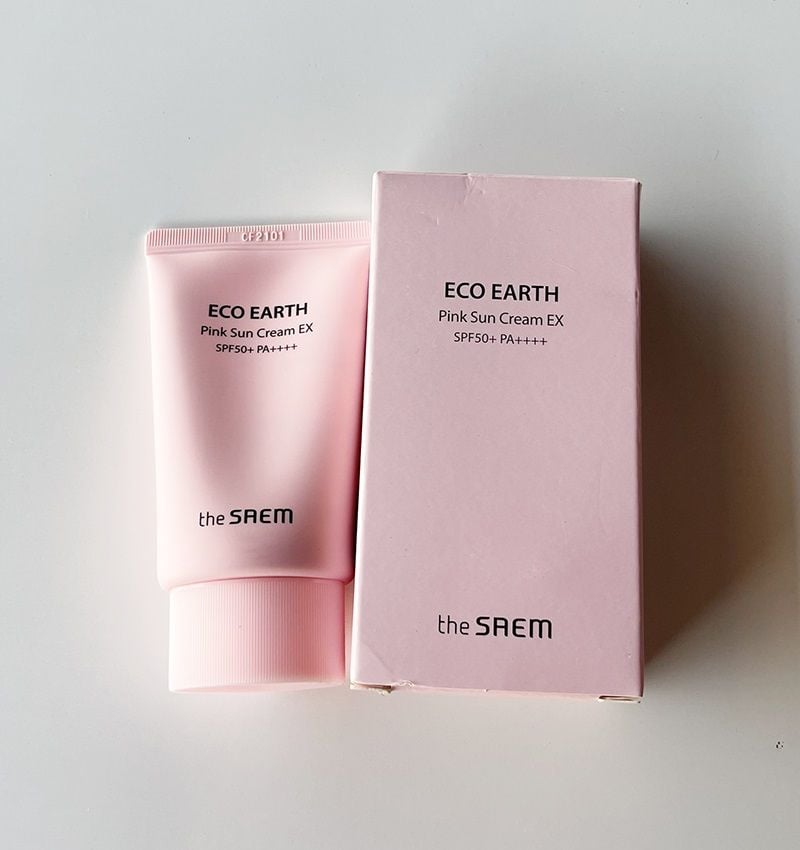 CF2101
ECO EARTH
Pink Sun Cream EX
SPF50+ PA++++
the SAEM
ECO EARTH
Pink Sun Cream EX
SPF50+ PA++++
the SAEM